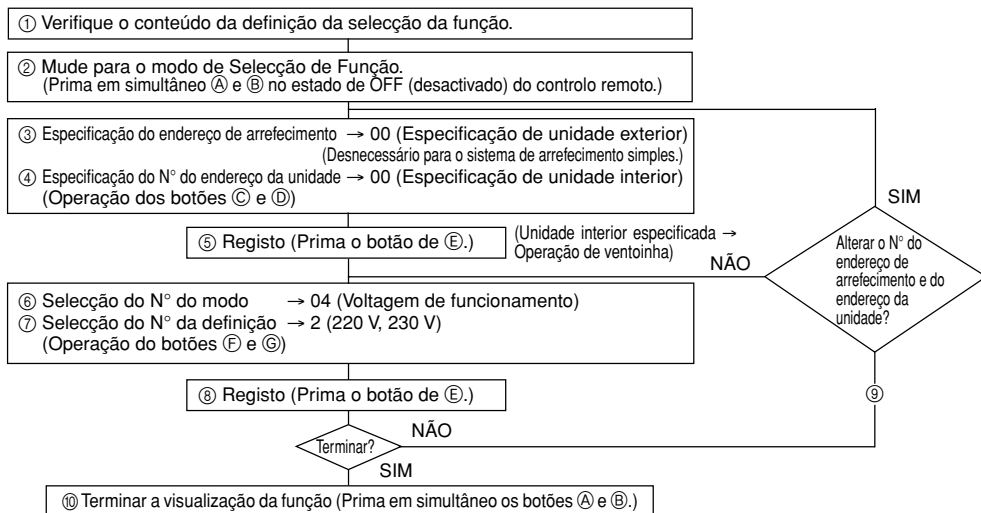 ① Verifique o conteúdo da definição da selecção da função.
② Mude para o modo de Selecção de Função.
(Prima em simultâneo Ⓐ e Ⓑ no estado de OFF (desactivado) do controlo remoto.)
③ Especificação do endereço de arrefecimento → 00 (Especificação de unidade exterior)
(Desnecessário para o sistema de arrefecimento simples.)
④ Especificação do N° do endereço da unidade → 00 (Especificação de unidade interior)
(Operação dos botões Ⓒ e Ⓓ)
SIM
⑤ Registo (Prima o botão de Ⓔ.)
(Unidade interior especificada →
Operação de ventoinha)
NÃO
Alterar o N° do
endereço de
arrefecimento e do
endereço da
unidade?
⑥ Selecção do N° do modo → 04 (Voltagem de funcionamento)
⑦ Selecção do N° da definição → 2 (220 V, 230 V)
(Operação do botões Ⓕ e Ⓖ)
⑧ Registo (Prima o botão de Ⓔ.)
⑨
Terminar?
NÃO
SIM
⑩ Terminar a visualização da função (Prima em simultâneo os botões Ⓐ e Ⓑ.)